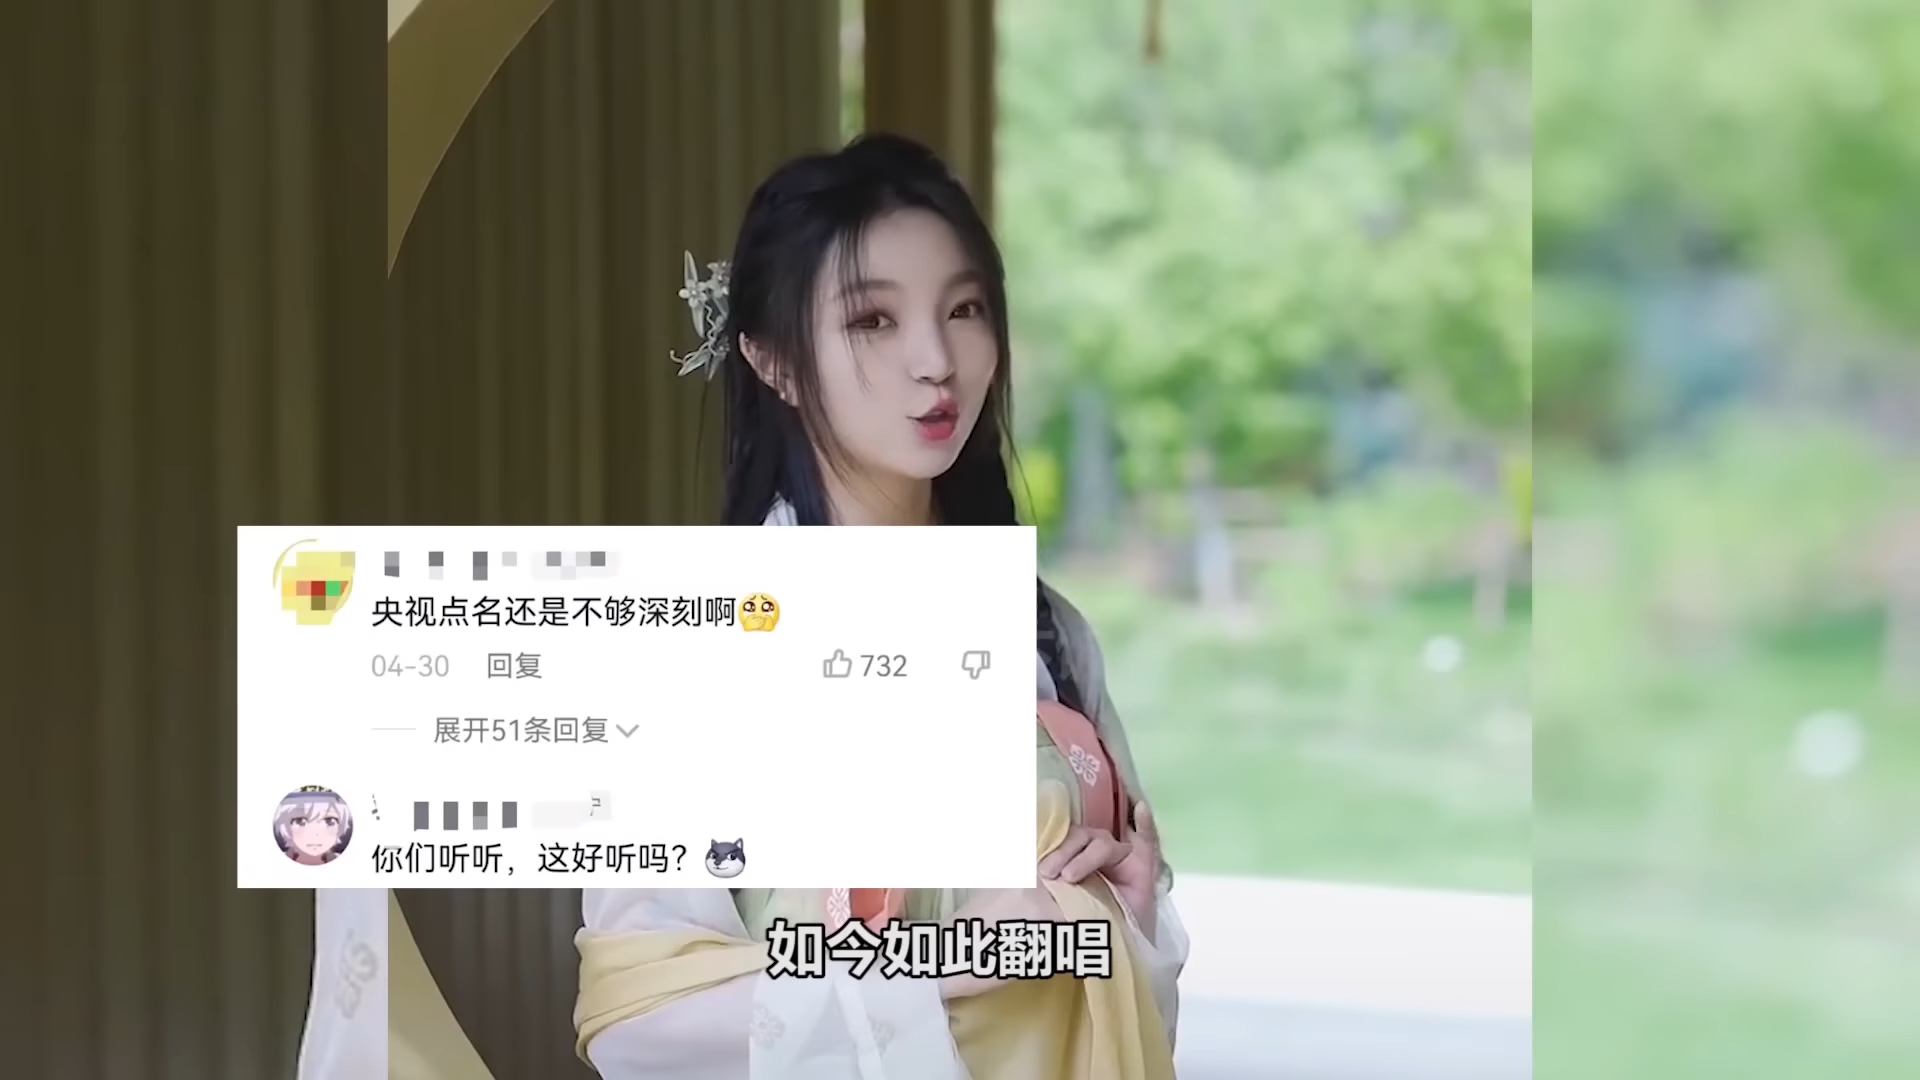 央视点名还是不够深刻啊
04-30 回复 732
展开51条回复
你们听听，这好听吗？
如今如此翻唱